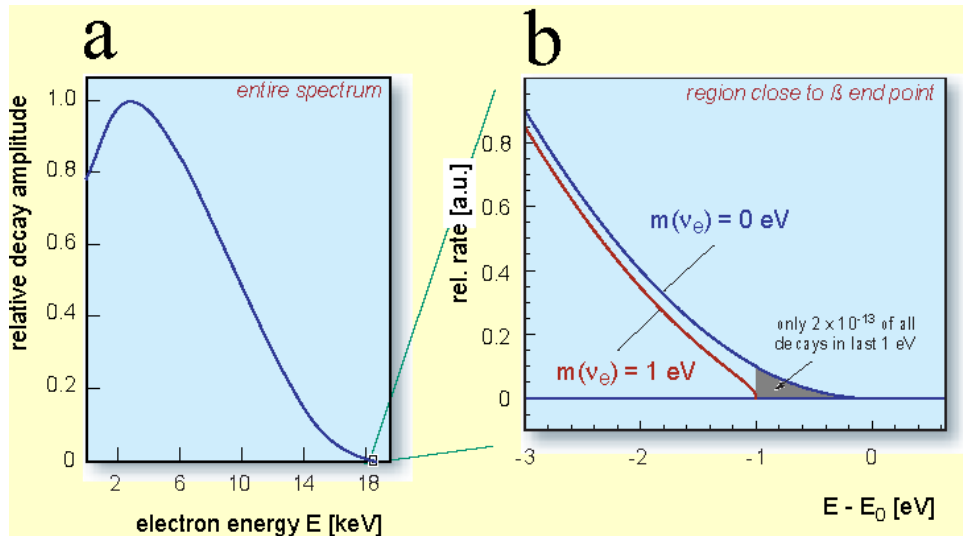 a
entire spectrum
relative decay amplitude
1.0
0.8
0.6
0.4
0.2
0
2
6
10
14
18
electron energy E [keV]
b
region close to ß end point
rel. rate [a.u.]
0.8
0.6
0.4
0.2
0
m(νe) = 0 eV
m(νe) = 1 eV
only 2 x 10⁻¹³ of all
decays in last 1 eV
-3
-2
-1
0
E - E₀ [eV]